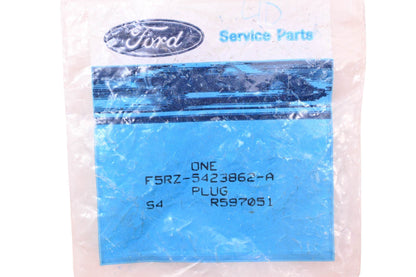 Ford
Service Parts
ONE
F5RZ-5423862-A
PLUG
S4 R597051